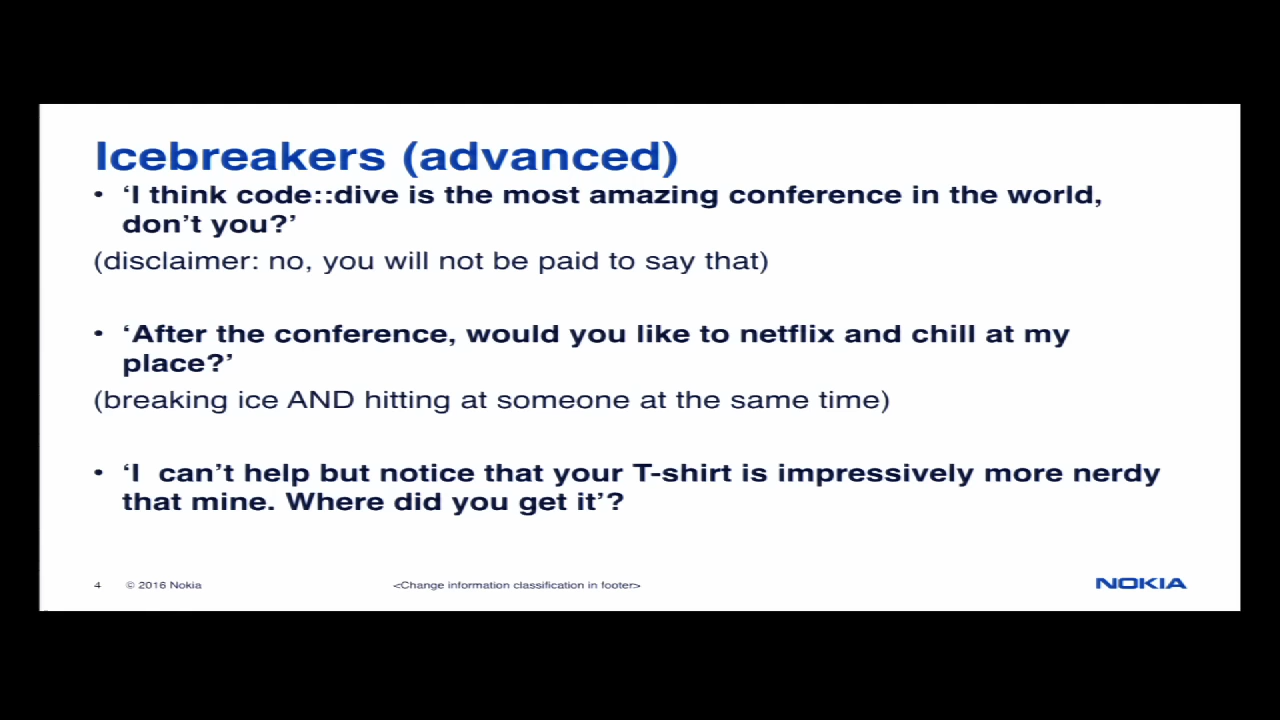 Icebreakers (advanced)
• ‘I think code::dive is the most amazing conference in the world,
don’t you?’
(disclaimer: no, you will not be paid to say that)
• ‘After the conference, would you like to netflix and chill at my
place?’
(breaking ice AND hitting at someone at the same time)
• ‘I  can’t help but notice that your T-shirt is impressively more nerdy
that mine. Where did you get it’?
4 © 2016 Nokia <Change information classification in footer> NOKIA